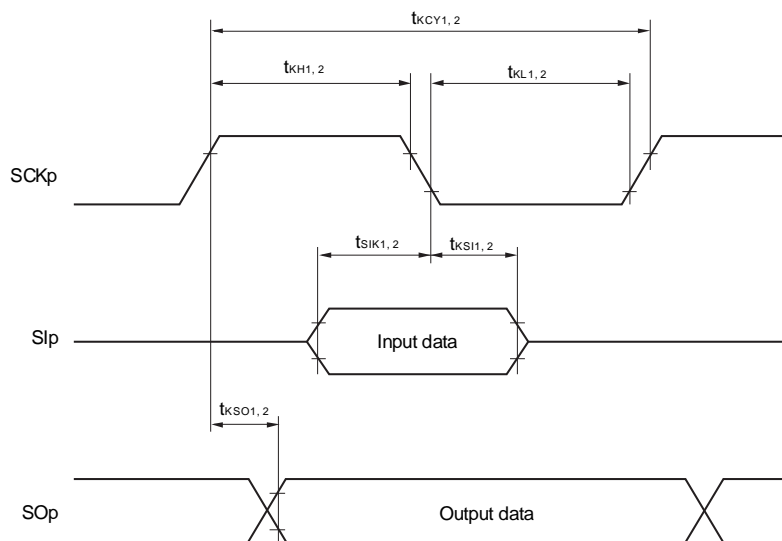 tKCY1, 2
tKH1, 2
tKL1, 2
SCKp
tSIK1, 2
tKSI1, 2
SIp
Input data
tKSO1, 2
SOp
Output data